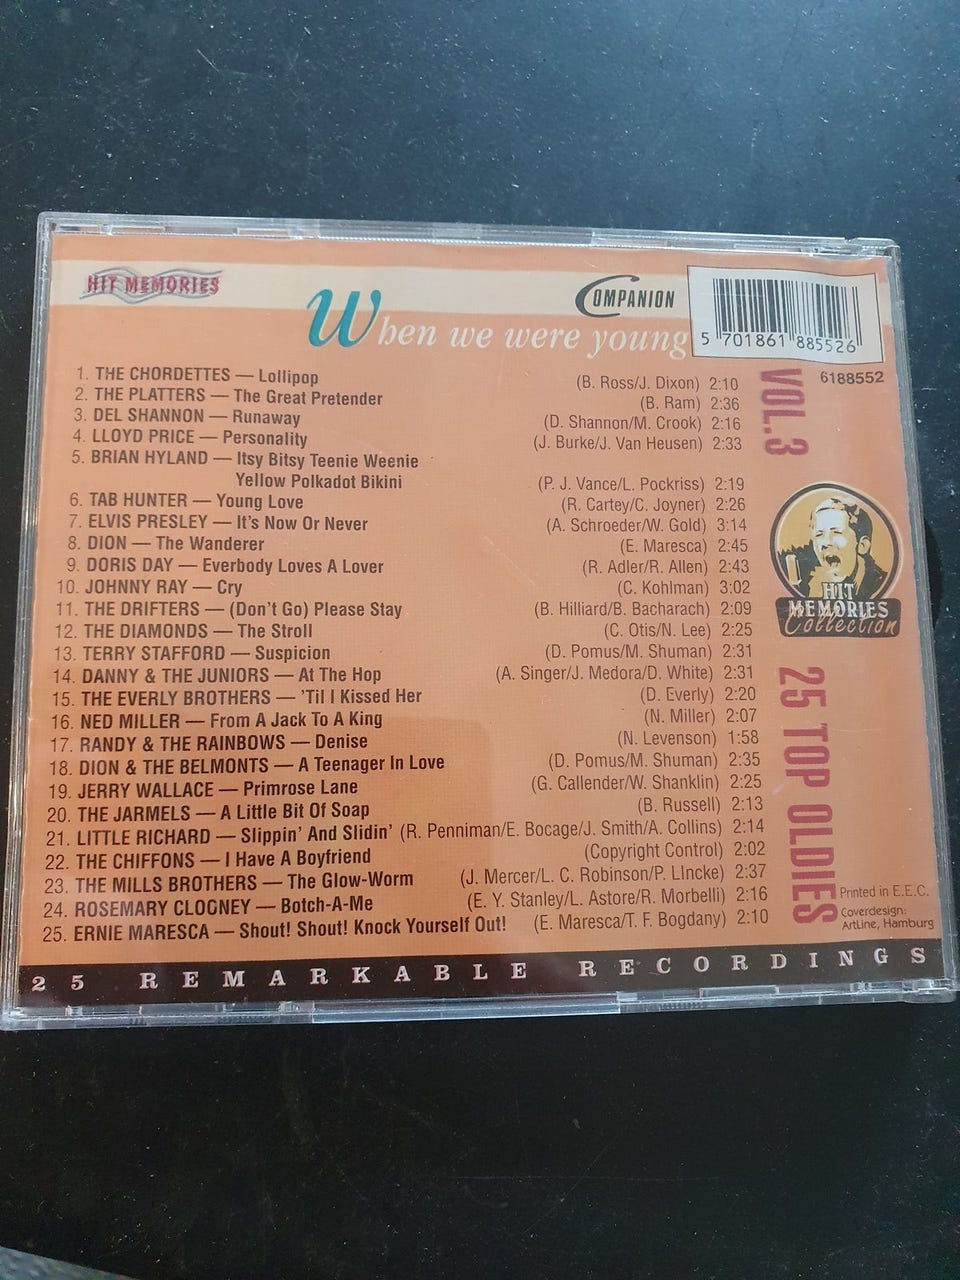 HIT MEMORIES
COMPANION
When we were young
5 701861 885526
6188552
VOL.3
1. THE CHORDETTES — Lollipop (B. Ross/J. Dixon) 2:10
2. THE PLATTERS — The Great Pretender (B. Ram) 2:36
3. DEL SHANNON — Runaway (D. Shannon/M. Crook) 2:16
4. LLOYD PRICE — Personality (J. Burke/J. Van Heusen) 2:33
5. BRIAN HYLAND — Itsy Bitsy Teenie Weenie
Yellow Polkadot Bikini (P. J. Vance/L. Pockriss) 2:19
6. TAB HUNTER — Young Love (R. Cartey/C. Joyner) 2:26
7. ELVIS PRESLEY — It's Now Or Never (A. Schroeder/W. Gold) 3:14
8. DION — The Wanderer (E. Maresca) 2:45
9. DORIS DAY — Everbody Loves A Lover (R. Adler/R. Allen) 2:43
10. JOHNNY RAY — Cry (C. Kohlman) 3:02
11. THE DRIFTERS — (Don't Go) Please Stay (B. Hilliard/B. Bacharach) 2:09
12. THE DIAMONDS — The Stroll (C. Otis/N. Lee) 2:25
13. TERRY STAFFORD — Suspicion (D. Pomus/M. Shuman) 2:31
14. DANNY & THE JUNIORS — At The Hop (A. Singer/J. Medora/D. White) 2:31
15. THE EVERLY BROTHERS — 'Til I Kissed Her (D. Everly) 2:20
16. NED MILLER — From A Jack To A King (N. Miller) 2:07
17. RANDY & THE RAINBOWS — Denise (N. Levenson) 1:58
18. DION & THE BELMONTS — A Teenager In Love (D. Pomus/M. Shuman) 2:35
19. JERRY WALLACE — Primrose Lane (G. Callender/W. Shanklin) 2:25
20. THE JARMELS — A Little Bit Of Soap (B. Russell) 2:13
21. LITTLE RICHARD — Slippin' And Slidin' (R. Penniman/E. Bocage/J. Smith/A. Collins) 2:14
22. THE CHIFFONS — I Have A Boyfriend (Copyright Control) 2:02
23. THE MILLS BROTHERS — The Glow-Worm (J. Mercer/L. C. Robinson/P. LIncke) 2:37
24. ROSEMARY CLOONEY — Botch-A-Me (E. Y. Stanley/L. Astore/R. Morbelli) 2:16
25. ERNIE MARESCA — Shout! Shout! Knock Yourself Out! (E. Maresca/T. F. Bogdany) 2:10
HIT
MEMORIES
Collection
25 TOP OLDIES
Printed in E.E.C.
Coverdesign:
ArtLine, Hamburg
25 REMARKABLE RECORDINGS